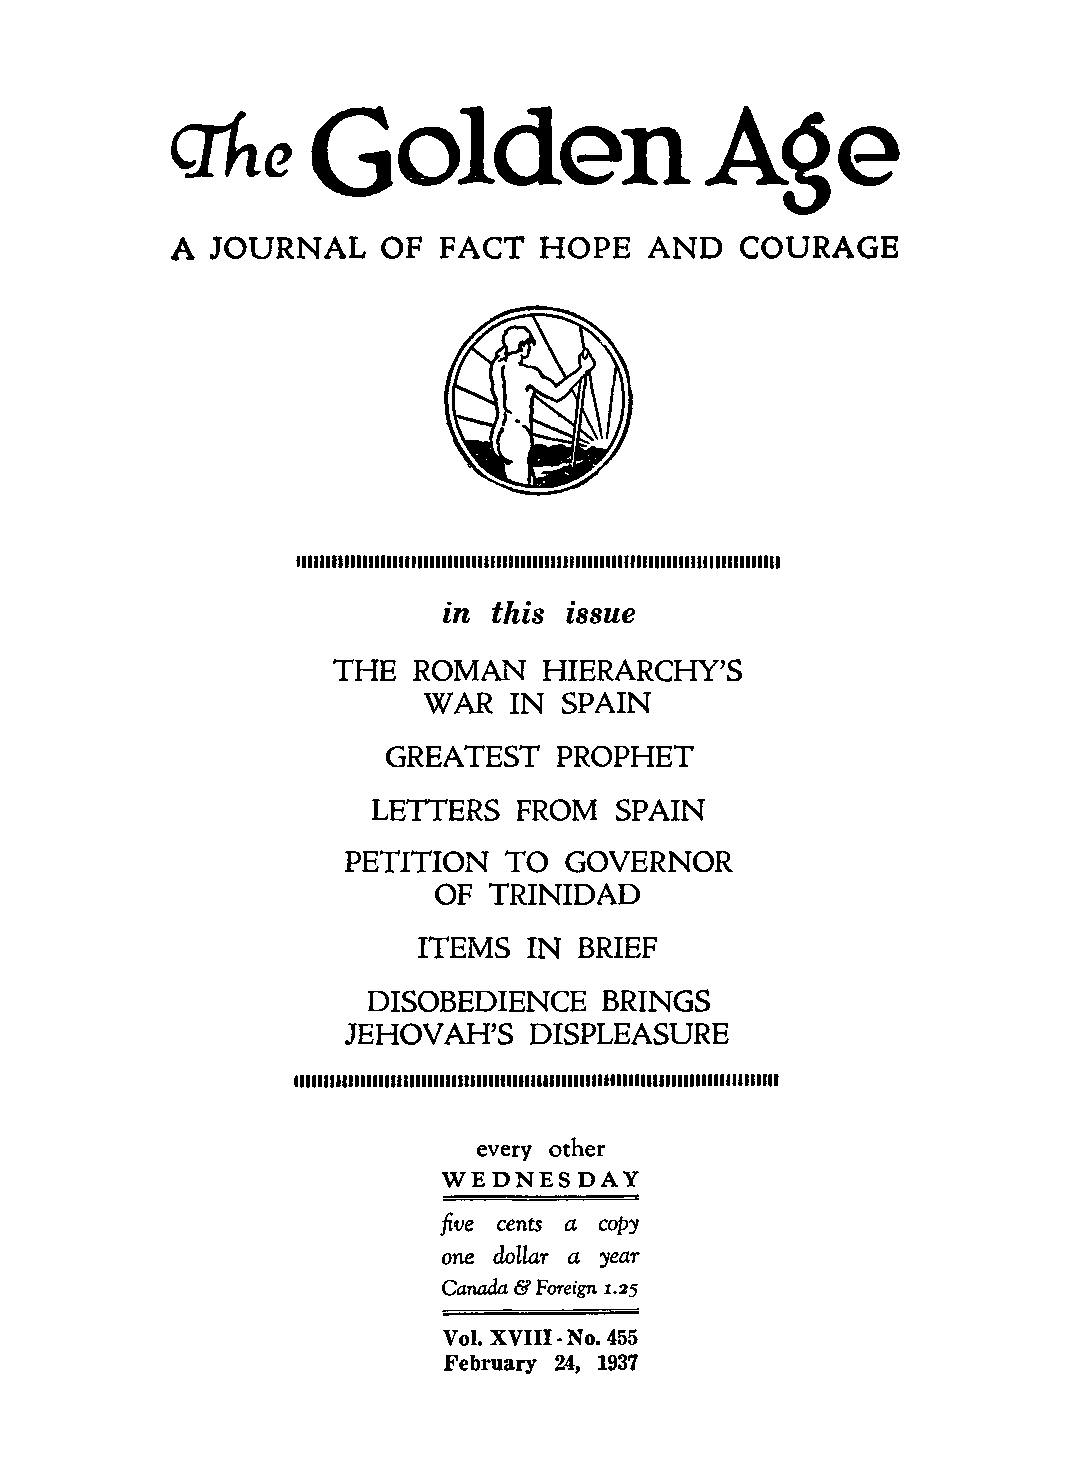 The Golden Age
A JOURNAL OF FACT HOPE AND COURAGE
in this issue
THE ROMAN HIERARCHY'S
WAR IN SPAIN
GREATEST PROPHET
LETTERS FROM SPAIN
PETITION TO GOVERNOR
OF TRINIDAD
ITEMS IN BRIEF
DISOBEDIENCE BRINGS
JEHOVAH'S DISPLEASURE
every other
WEDNESDAY
five cents a copy
one dollar a year
Canada & Foreign 1.25
Vol. XVIII - No. 455
February 24, 1937